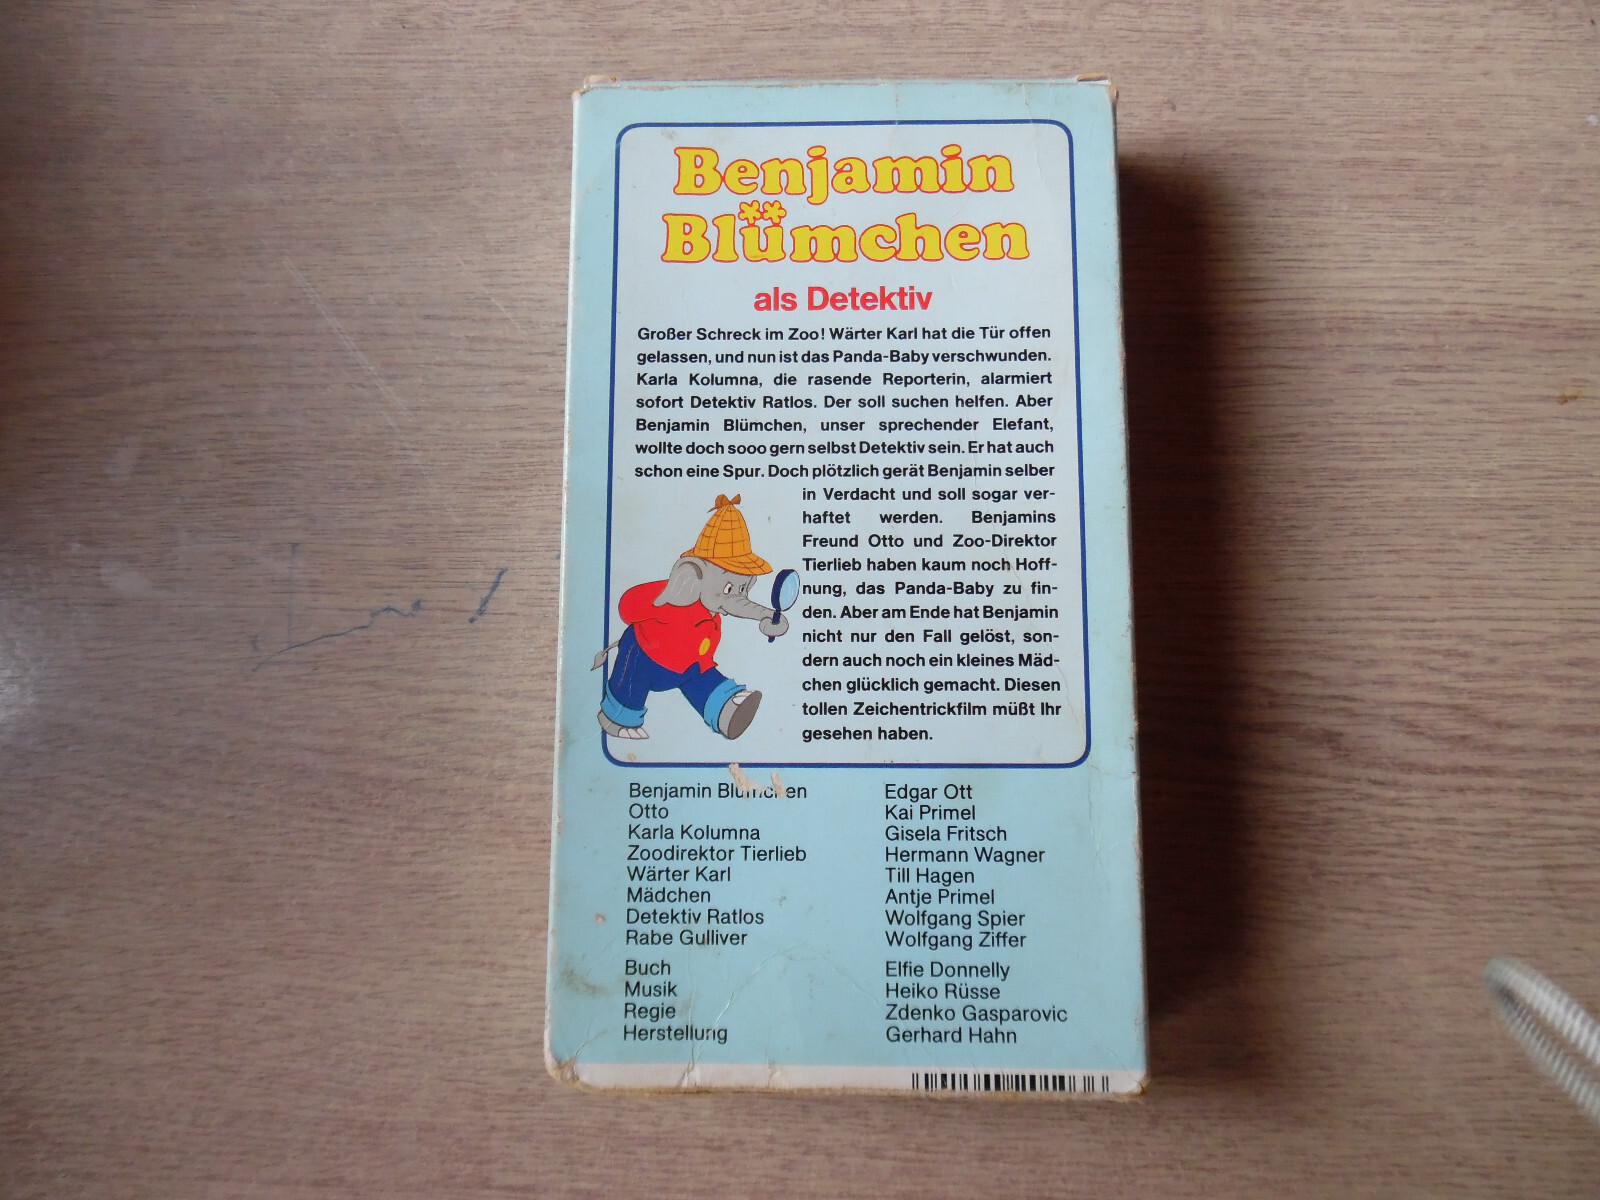 Benjamin
Blümchen
als Detektiv
Großer Schreck im Zoo! Wärter Karl hat die Tür offen
gelassen, und nun ist das Panda-Baby verschwunden.
Karla Kolumna, die rasende Reporterin, alarmiert
sofort Detektiv Ratlos. Der soll suchen helfen. Aber
Benjamin Blümchen, unser sprechender Elefant,
wollte doch sooo gern selbst Detektiv sein. Er hat auch
schon eine Spur. Doch plötzlich gerät Benjamin selber
in Verdacht und soll sogar ver-
haftet werden. Benjamins
Freund Otto und Zoo-Direktor
Tierlieb haben kaum noch Hoff-
nung, das Panda-Baby zu fin-
den. Aber am Ende hat Benjamin
nicht nur den Fall gelöst, son-
dern auch noch ein kleines Mäd-
chen glücklich gemacht. Diesen
tollen Zeichentrickfilm müßt Ihr
gesehen haben.
Benjamin Blümchen Edgar Ott
Otto Kai Primel
Karla Kolumna Gisela Fritsch
Zoodirektor Tierlieb Hermann Wagner
Wärter Karl Till Hagen
Mädchen Antje Primel
Detektiv Ratlos Wolfgang Spier
Rabe Gulliver Wolfgang Ziffer
Buch Elfie Donnelly
Musik Heiko Rüsse
Regie Zdenko Gasparovic
Herstellung Gerhard Hahn